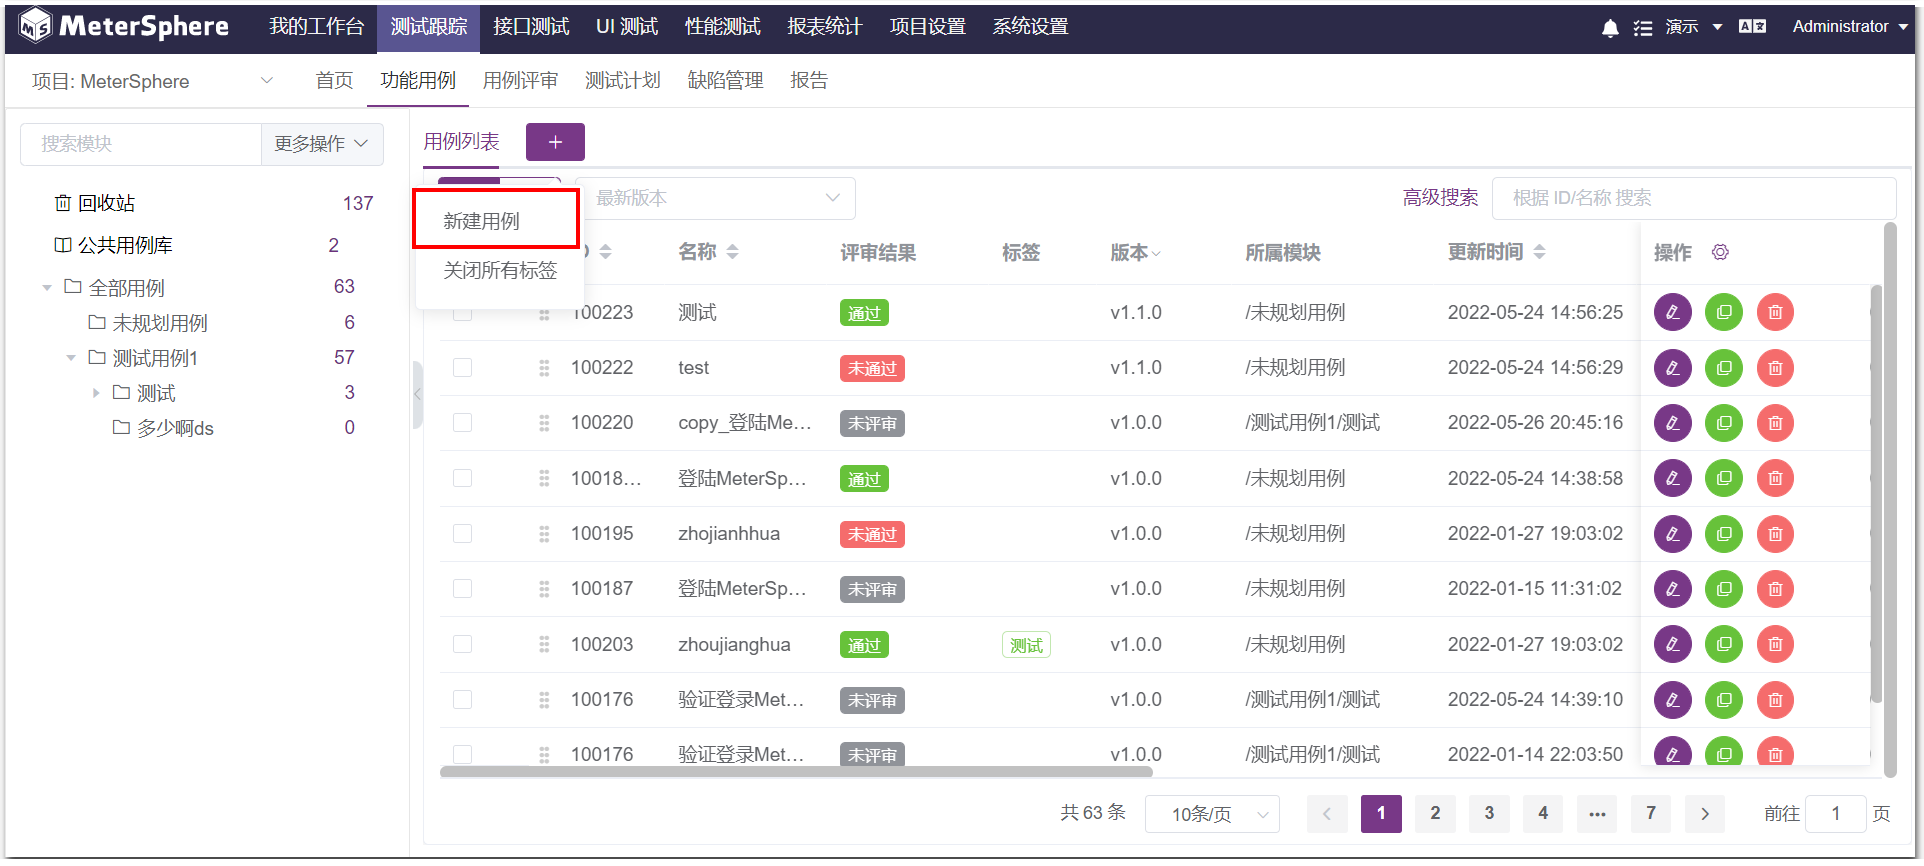 MeterSphere 我的工作台 测试跟踪 接口测试 UI 测试 性能测试 报表统计 项目设置 系统设置 演示 Administrator
项目: MeterSphere 首页 功能用例 用例评审 测试计划 缺陷管理 报告
搜索模块 更多操作
回收站 137
公共用例库 2
全部用例 63
未规划用例 6
测试用例1 57
测试 3
多少啊ds 0
用例列表 +
新建用例
关闭所有标签
最新版本 高级搜索 根据 ID/名称 搜索
名称 评审结果 标签 版本 所属模块 更新时间 操作
100223 测试 通过 v1.1.0 /未规划用例 2022-05-24 14:56:25
100222 test 未通过 v1.1.0 /未规划用例 2022-05-24 14:56:29
100220 copy_登陆Me... 未评审 v1.0.0 /测试用例1/测试 2022-05-26 20:45:16
10018... 登陆MeterSp... 通过 v1.0.0 /未规划用例 2022-05-24 14:38:58
100195 zhojianhhua 未通过 v1.0.0 /未规划用例 2022-01-27 19:03:02
100187 登陆MeterSp... 未评审 v1.0.0 /未规划用例 2022-01-15 11:31:02
100203 zhoujianghua 通过 测试 v1.0.0 /未规划用例 2022-01-27 19:03:02
100176 验证登录Met... 未评审 v1.0.0 /测试用例1/测试 2022-05-24 14:39:10
100176 验证登录Met... 未评审 v1.0.0 /测试用例1/测试 2022-01-14 22:03:50
共 63 条 10条/页 < 1 2 3 4 ... 7 > 前往 1 页